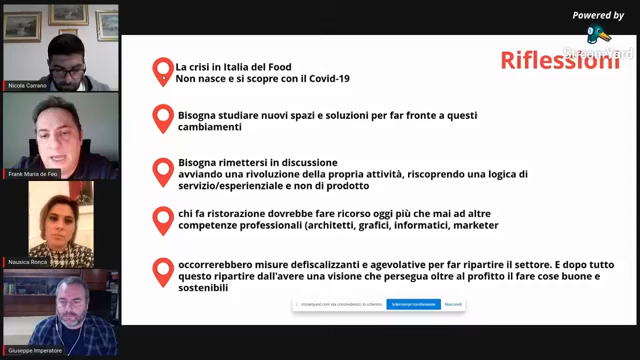 Powered by
StreamYard
Riflessioni
La crisi in Italia del Food
Non nasce e si scopre con il Covid-19
Bisogna studiare nuovi spazi e soluzioni per far fronte a questi
cambiamenti
Bisogna rimettersi in discussione
avviando una rivoluzione della propria attività, riscoprendo una logica di
servizio/esperienziale e non di prodotto
chi fa ristorazione dovrebbe fare ricorso oggi più che mai ad altre
competenze professionali (architetti, grafici, informatici, marketer
occorrerebbero misure defiscalizzanti e agevolative per far ripartire il settore. E dopo tutto
questo ripartire dall'avere una visione che persegua oltre al profitto il fare cose buone e
sostenibili
Nicola Carrano
Frank Maria de Feo
Nausica Ronca
Giuseppe Imperatore
Nascondi